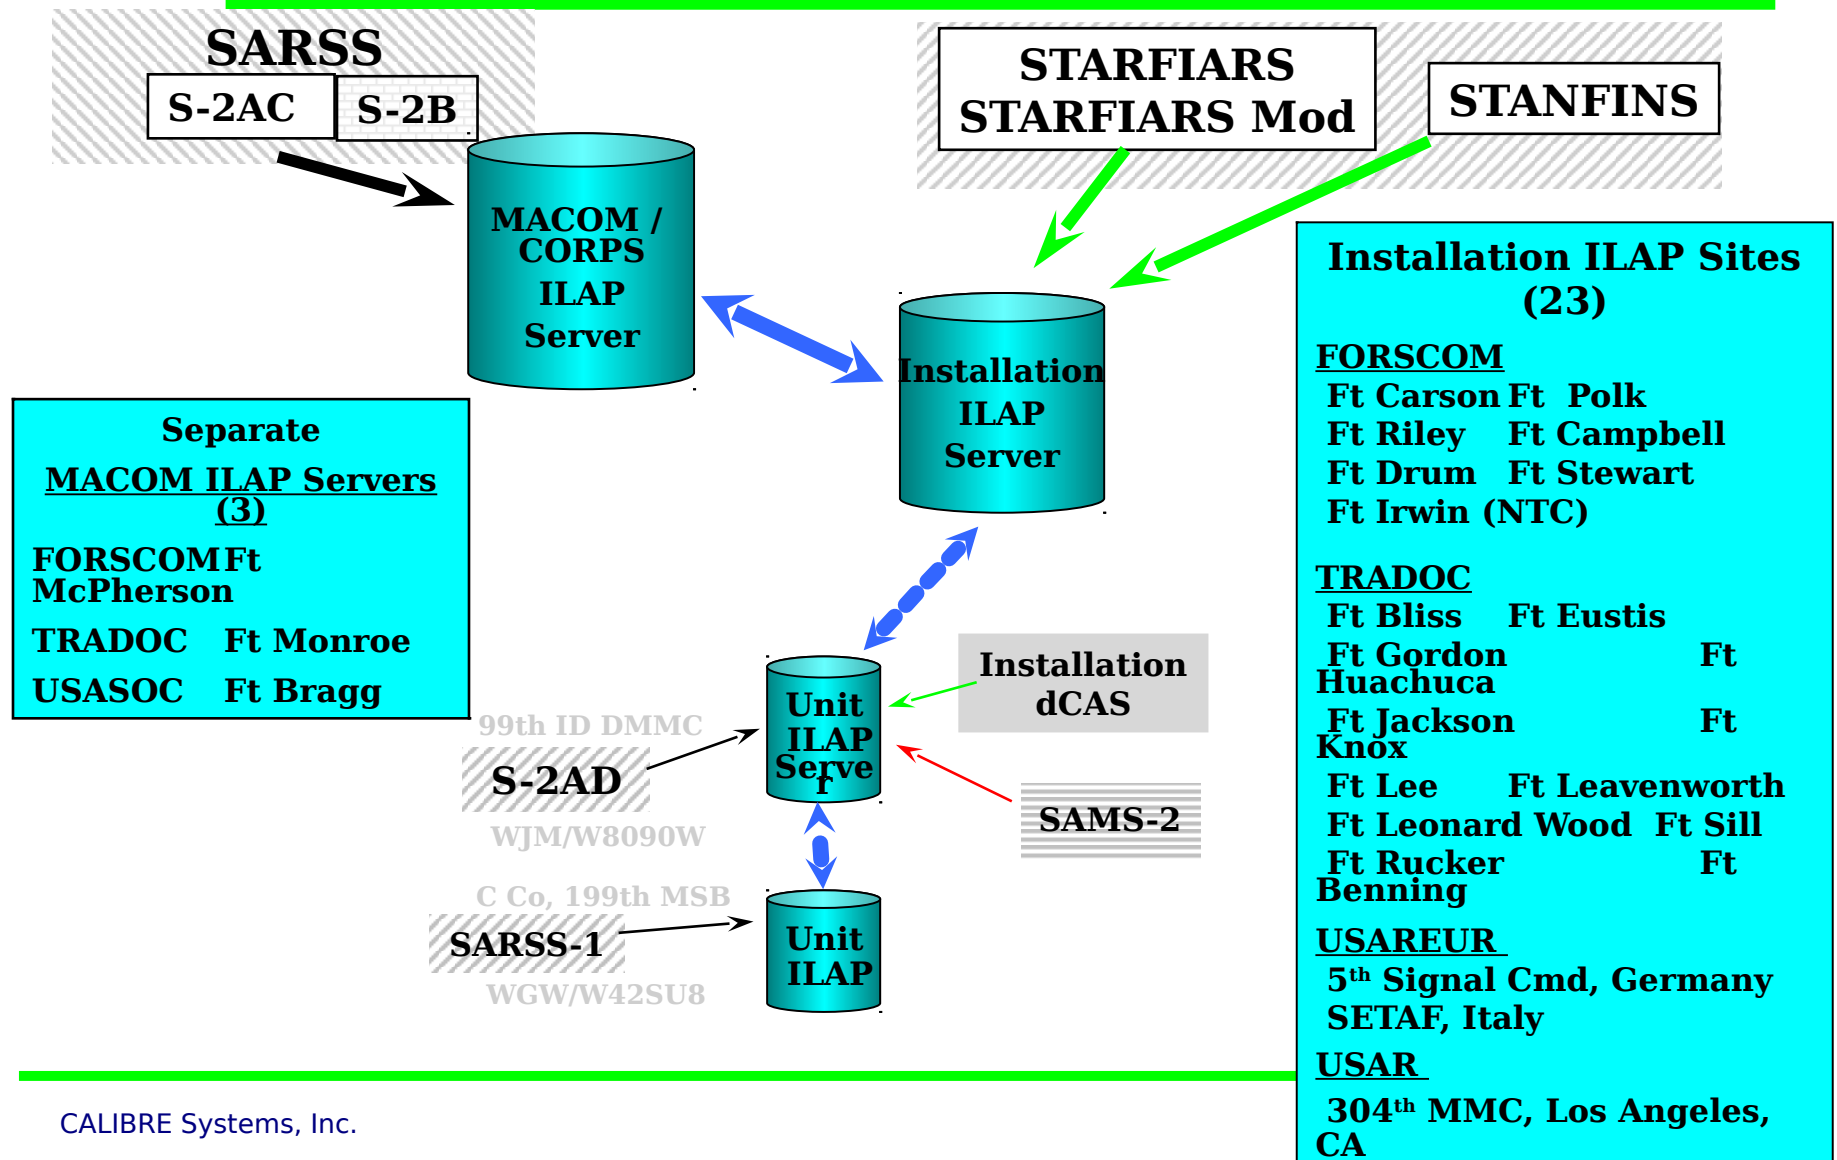 SARSS
S-2AC
S-2B
STARFIARS
STARFIARS Mod
STANFINS
MACOM /
CORPS
ILAP
Server
Installation
ILAP
Server
Separate
MACOM ILAP Servers
(3)
FORSCOM Ft
McPherson
TRADOC Ft Monroe
USASOC Ft Bragg
99th ID DMMC
S-2AD
WJM/W8090W
Unit
ILAP
Serve
r
Installation
dCAS
SAMS-2
C Co, 199th MSB
SARSS-1
WGW/W42SU8
Unit
ILAP
Installation ILAP Sites
(23)
FORSCOM
Ft Carson Ft Polk
Ft Riley Ft Campbell
Ft Drum Ft Stewart
Ft Irwin (NTC)
TRADOC
Ft Bliss Ft Eustis
Ft Gordon Ft
Huachuca
Ft Jackson Ft
Knox
Ft Lee Ft Leavenworth
Ft Leonard Wood Ft Sill
Ft Rucker Ft
Benning
USAREUR
5th Signal Cmd, Germany
SETAF, Italy
USAR
304th MMC, Los Angeles,
CA
CALIBRE Systems, Inc.